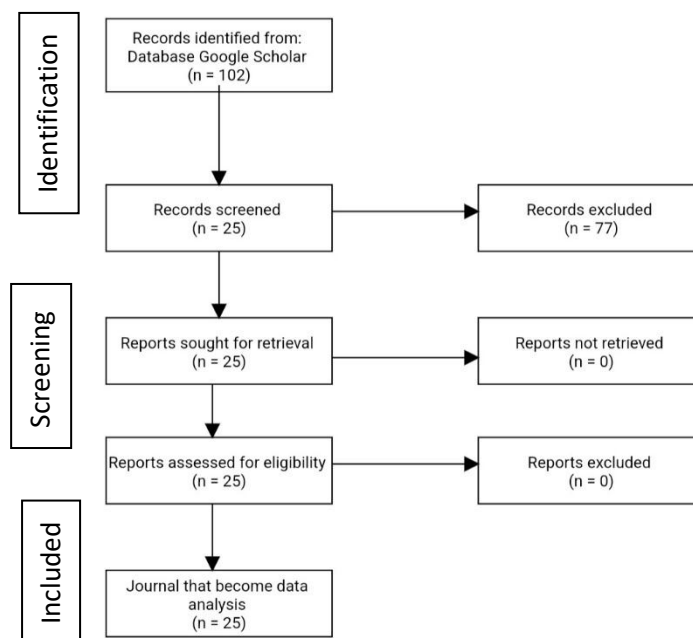 Identification
Records identified from:
Database Google Scholar
(n = 102)
Records screened
(n = 25)
Records excluded
(n = 77)
Screening
Reports sought for retrieval
(n = 25)
Reports not retrieved
(n = 0)
Reports assessed for eligibility
(n = 25)
Reports excluded
(n = 0)
Included
Journal that become data
analysis
(n = 25)